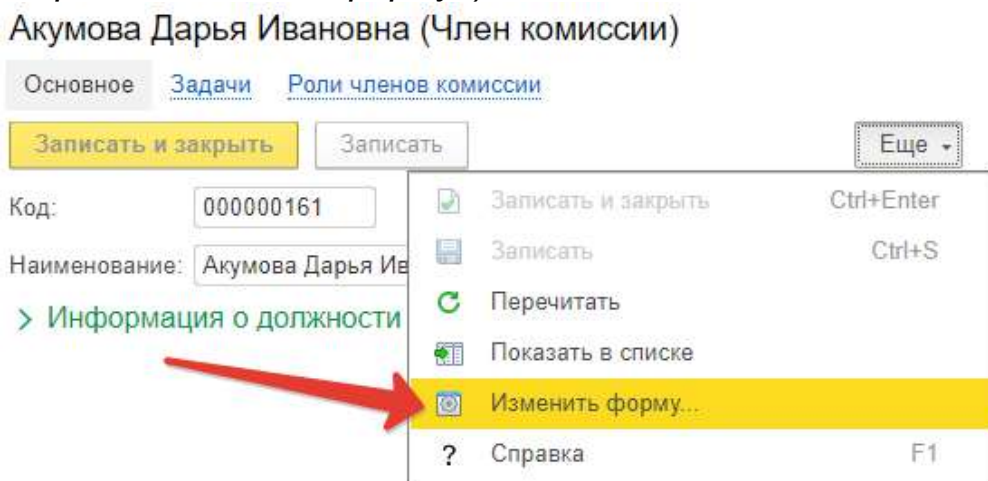 Акумова Дарья Ивановна (Член комиссии)
Основное Задачи Роли членов комиссии
Записать и закрыть Записать Еще
Код: 000000161
Записать и закрыть Ctrl+Enter
Записать Ctrl+S
Наименование: Акумова Дарья Ив
Перечитать
Информация о должности
Показать в списке
Изменить форму...
? Справка F1